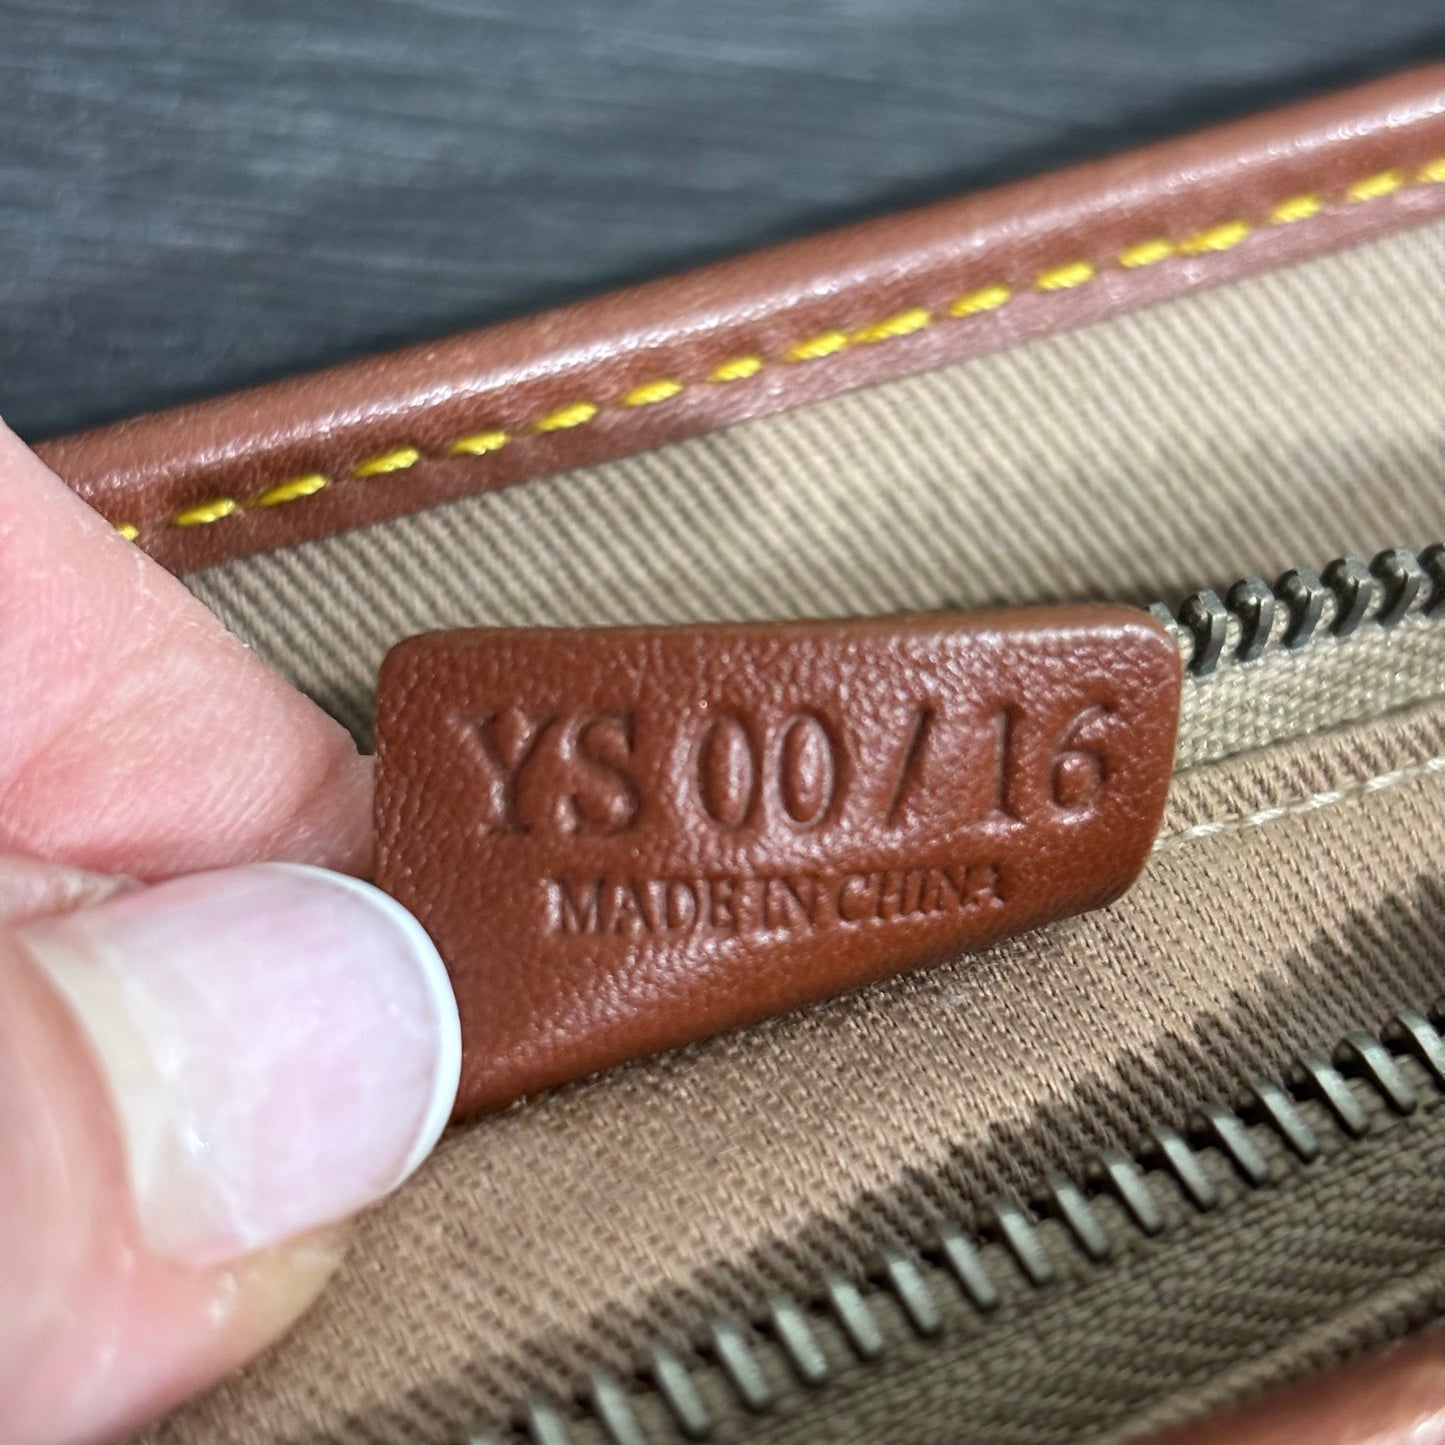 YS 00 / 16
MADE IN CHINA